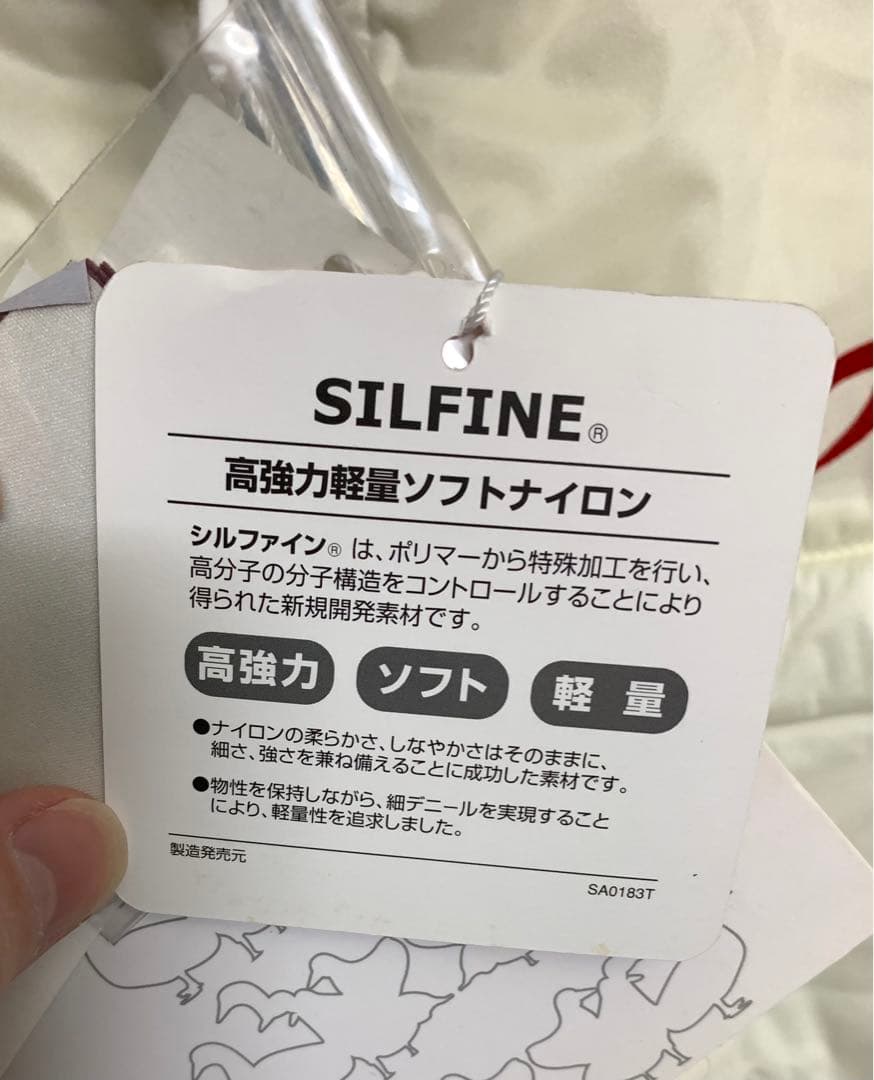 SILFINE®
高強力軽量ソフトナイロン
シルファイン® は、ポリマーから特殊加工を行い、
高分子の分子構造をコントロールすることにより
得られた新規開発素材です。
高強力 ソフト 軽量
●ナイロンの柔らかさ、しなやかさはそのままに、
細さ、強さを兼ね備えることに成功した素材です。
●物性を保持しながら、細デニールを実現すること
により、軽量性を追求しました。
製造発売元
SA0183T